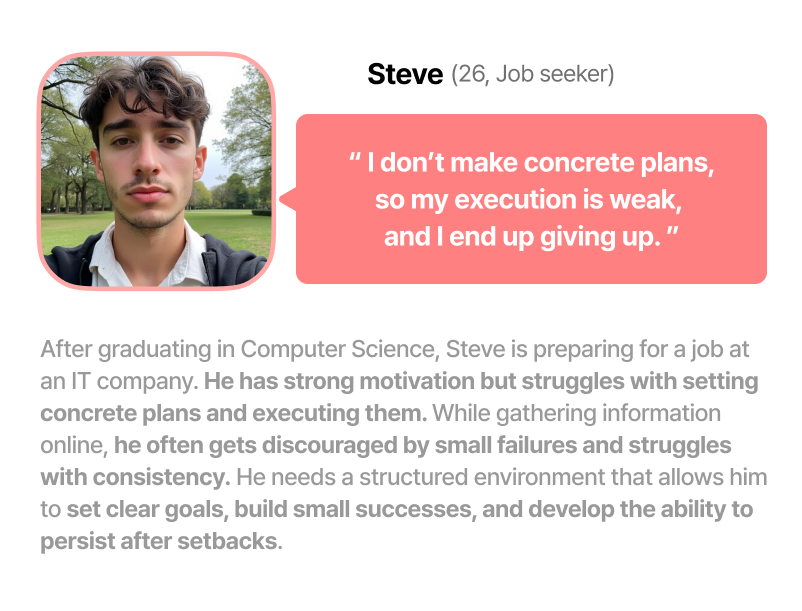 Steve (26, Job seeker)
“ I don’t make concrete plans,
so my execution is weak,
and I end up giving up. ”
After graduating in Computer Science, Steve is preparing for a job at
an IT company. He has strong motivation but struggles with setting
concrete plans and executing them. While gathering information
online, he often gets discouraged by small failures and struggles
with consistency. He needs a structured environment that allows him
to set clear goals, build small successes, and develop the ability to
persist after setbacks.